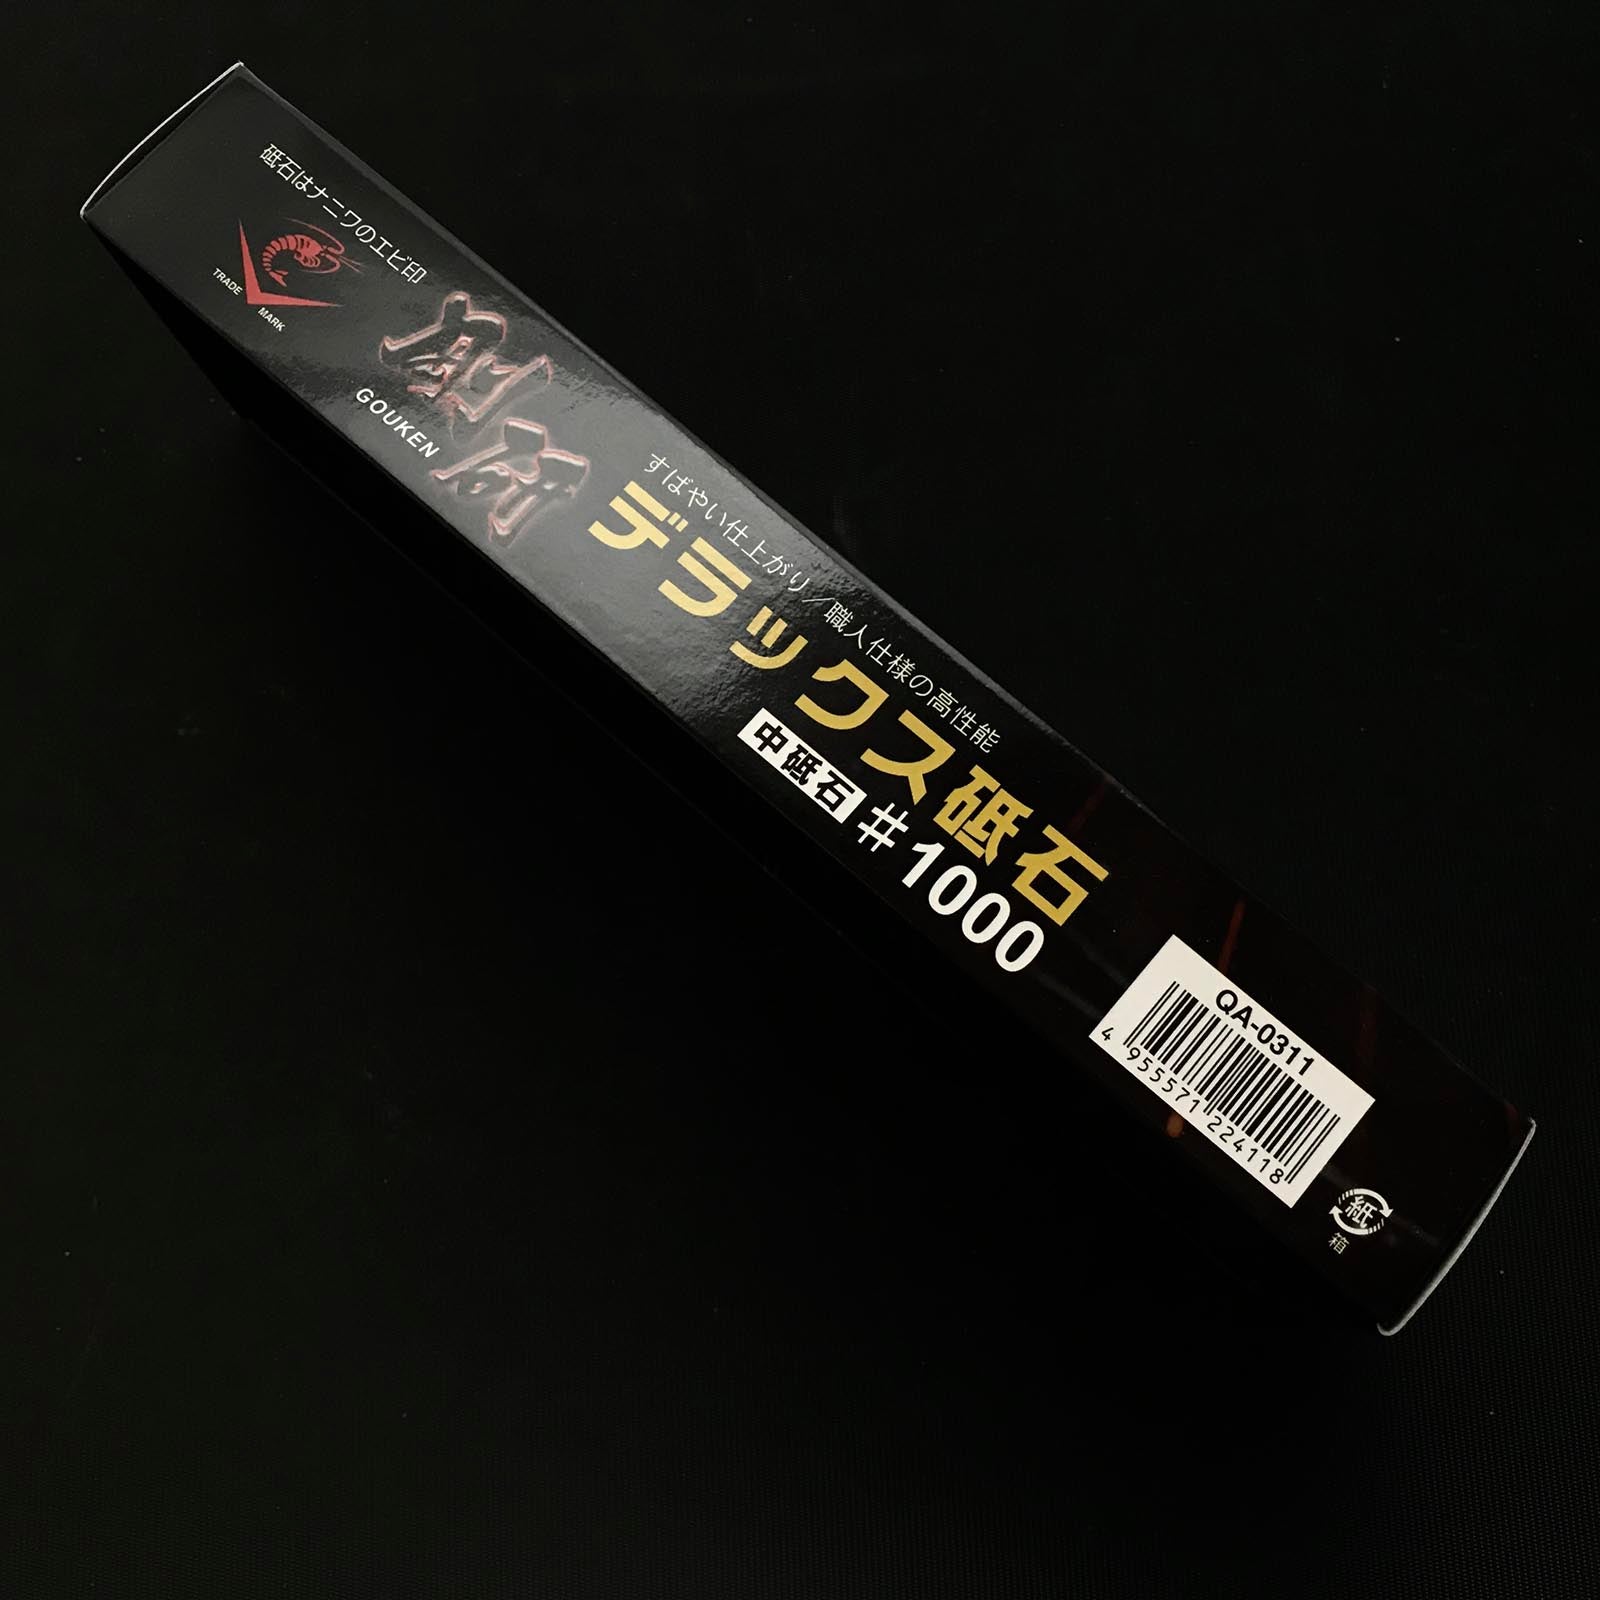 砥石はナニワのエビ印
TRADE MARK
剛研
GOUKEN
すばやい仕上がり／職人仕様の高性能
デラックス砥石
中砥石 #1000
QA-0311
4 955571 224118
紙
箱